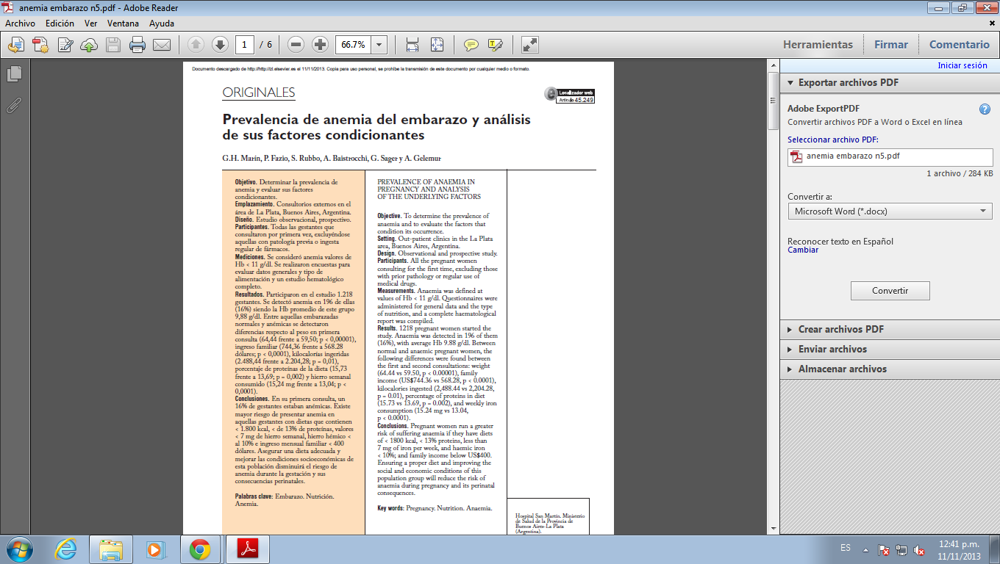 anemia embarazo n5.pdf - Adobe Reader
Archivo Edición Ver Ventana Ayuda
1 / 6 66.7% Herramientas Firmar Comentario
Documento descargado de http://http://zl.elsevier.es el 11/11/2013. Copia para uso personal, se prohíbe la transmisión de este documento por cualquier medio o formato.
ORIGINALES
Localizador web
Artículo 45.249
Prevalencia de anemia del embarazo y análisis
de sus factores condicionantes
G.H. Marín, P. Fazio, S. Rubbo, A. Baistrocchi, G. Sager y A. Gelemur
Objetivo. Determinar la prevalencia de
anemia y evaluar sus factores
condicionantes.
Emplazamiento. Consultorios externos en el
área de La Plata, Buenos Aires, Argentina.
Diseño. Estudio observacional, prospectivo.
Participantes. Todas las gestantes que
consultaron por primera vez, excluyéndose
aquellas con patología previa o ingesta
regular de fármacos.
Mediciones. Se consideró anemia valores de
Hb < 11 g/dl. Se realizaron encuestas para
evaluar datos generales y tipo de
alimentación y un estudio hematológico
completo.
Resultados. Participaron en el estudio 1.218
gestantes. Se detectó anemia en 196 de ellas
(16%) siendo la Hb promedio de este grupo
9,88 g/dl. Entre aquellas embarazadas
normales y anémicas se detectaron
diferencias respecto al peso en primera
consulta (64,44 frente a 59,50; p < 0,00001),
ingreso familiar (744,36 frente a 568.28
dólares; p < 0,0001), kilocalorías ingeridas
(2.488,44 frente a 2.204,28; p = 0,01),
porcentaje de proteínas de la dieta (15,73
frente a 13,69; p = 0,002) y hierro semanal
consumido (15,24 mg frente a 13,04; p <
0,0001).
Conclusiones. En su primera consulta, un
16% de gestantes estaban anémicas. Existe
mayor riesgo de presentar anemia en
aquellas gestantes con dietas que contienen
< 1.800 kcal, < de 13% de proteínas, valores
< 7 mg de hierro semanal, hierro hémico <
al 10% e ingreso mensual familiar < 400
dólares. Asegurar una dieta adecuada y
mejorar las condiciones socioeconómicas de
esta población disminuirá el riesgo de
anemia durante la gestación y sus
consecuencias perinatales.
Palabras clave: Embarazo. Nutrición.
Anemia.
PREVALENCE OF ANAEMIA IN
PREGNANCY AND ANALYSIS
OF THE UNDERLYING FACTORS
Objective. To determine the prevalence of
anaemia and to evaluate the factors that
condition its occurrence.
Setting. Out-patient clinics in the La Plata
area, Buenos Aires, Argentina.
Design. Observational and prospective study.
Participants. All the pregnant women
consulting for the first time, excluding those
with prior pathology or regular use of
medical drugs.
Measurements. Anaemia was defined at
values of Hb < 11 g/dl. Questionnaires were
administered for general data and the type
of nutrition, and a complete haematological
report was compiled.
Results. 1218 pregnant women started the
study. Anaemia was detected in 196 of them
(16%), with average Hb 9.88 g/dl. Between
normal and anaemic pregnant women, the
following differences were found between
the first and second consultations: weight
(64.44 vs 59.50, p < 0.00001), family
income (US$744.36 vs 568.28, p < 0.0001),
kilocalories ingested (2,488.44 vs 2,204.28,
p = 0.01), percentage of proteins in diet
(15.73 vs 13.69, p = 0.002), and weekly iron
consumption (15.24 mg vs 13.04,
p < 0.0001).
Conclusions. Pregnant women run a greater
risk of suffering anaemia if they have diets
of < 1800 kcal, < 13% proteins, less than
7 mg of iron per week, and haemic iron
< 10%; and family income below US$400.
Ensuring a proper diet and improving the
social and economic conditions of this
population group will reduce the risk of
anaemia during pregnancy and its perinatal
consequences.
Key words: Pregnancy. Nutrition. Anaemia.
Hospital San Martín. Ministerio
de Salud de la Provincia de
Buenos Aires-La Plata
(Argentina).
Iniciar sesión
Exportar archivos PDF
Adobe ExportPDF
Convertir archivos PDF a Word o Excel en línea
Seleccionar archivo PDF:
anemia embarazo n5.pdf
1 archivo / 284 KB
Convertir a:
Microsoft Word (*.docx)
Reconocer texto en Español
Cambiar
Convertir
Crear archivos PDF
Enviar archivos
Almacenar archivos
ES
12:41 p.m.
11/11/2013